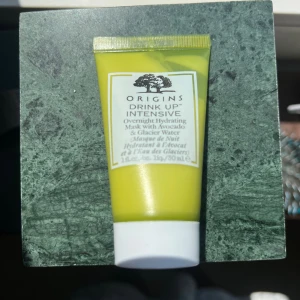 ORIGINS
DRINK UP™
INTENSIVE
Overnight Hydrating
Mask with Avocado
& Glacier Water
Masque de Nuit
Hydratant à l'avocat
et à l'Eau des Glaciers